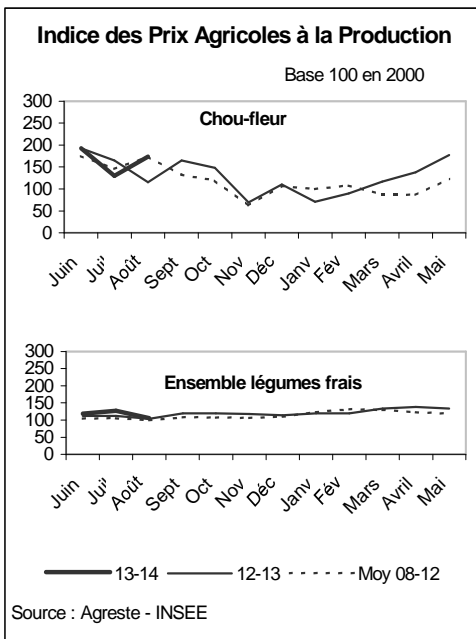 Indice des Prix Agricoles à la Production
Base 100 en 2000
Chou-fleur
300
250
200
150
100
50
0
Juin Jui" Août Sept Oct Nov Déc Janv Fév Mars Avril Mai
Ensemble légumes frais
300
250
200
150
100
50
0
Juin Jui" Août Sept Oct Nov Déc Janv Fév Mars Avril Mai
13-14 12-13 Moy 08-12
Source : Agreste - INSEE